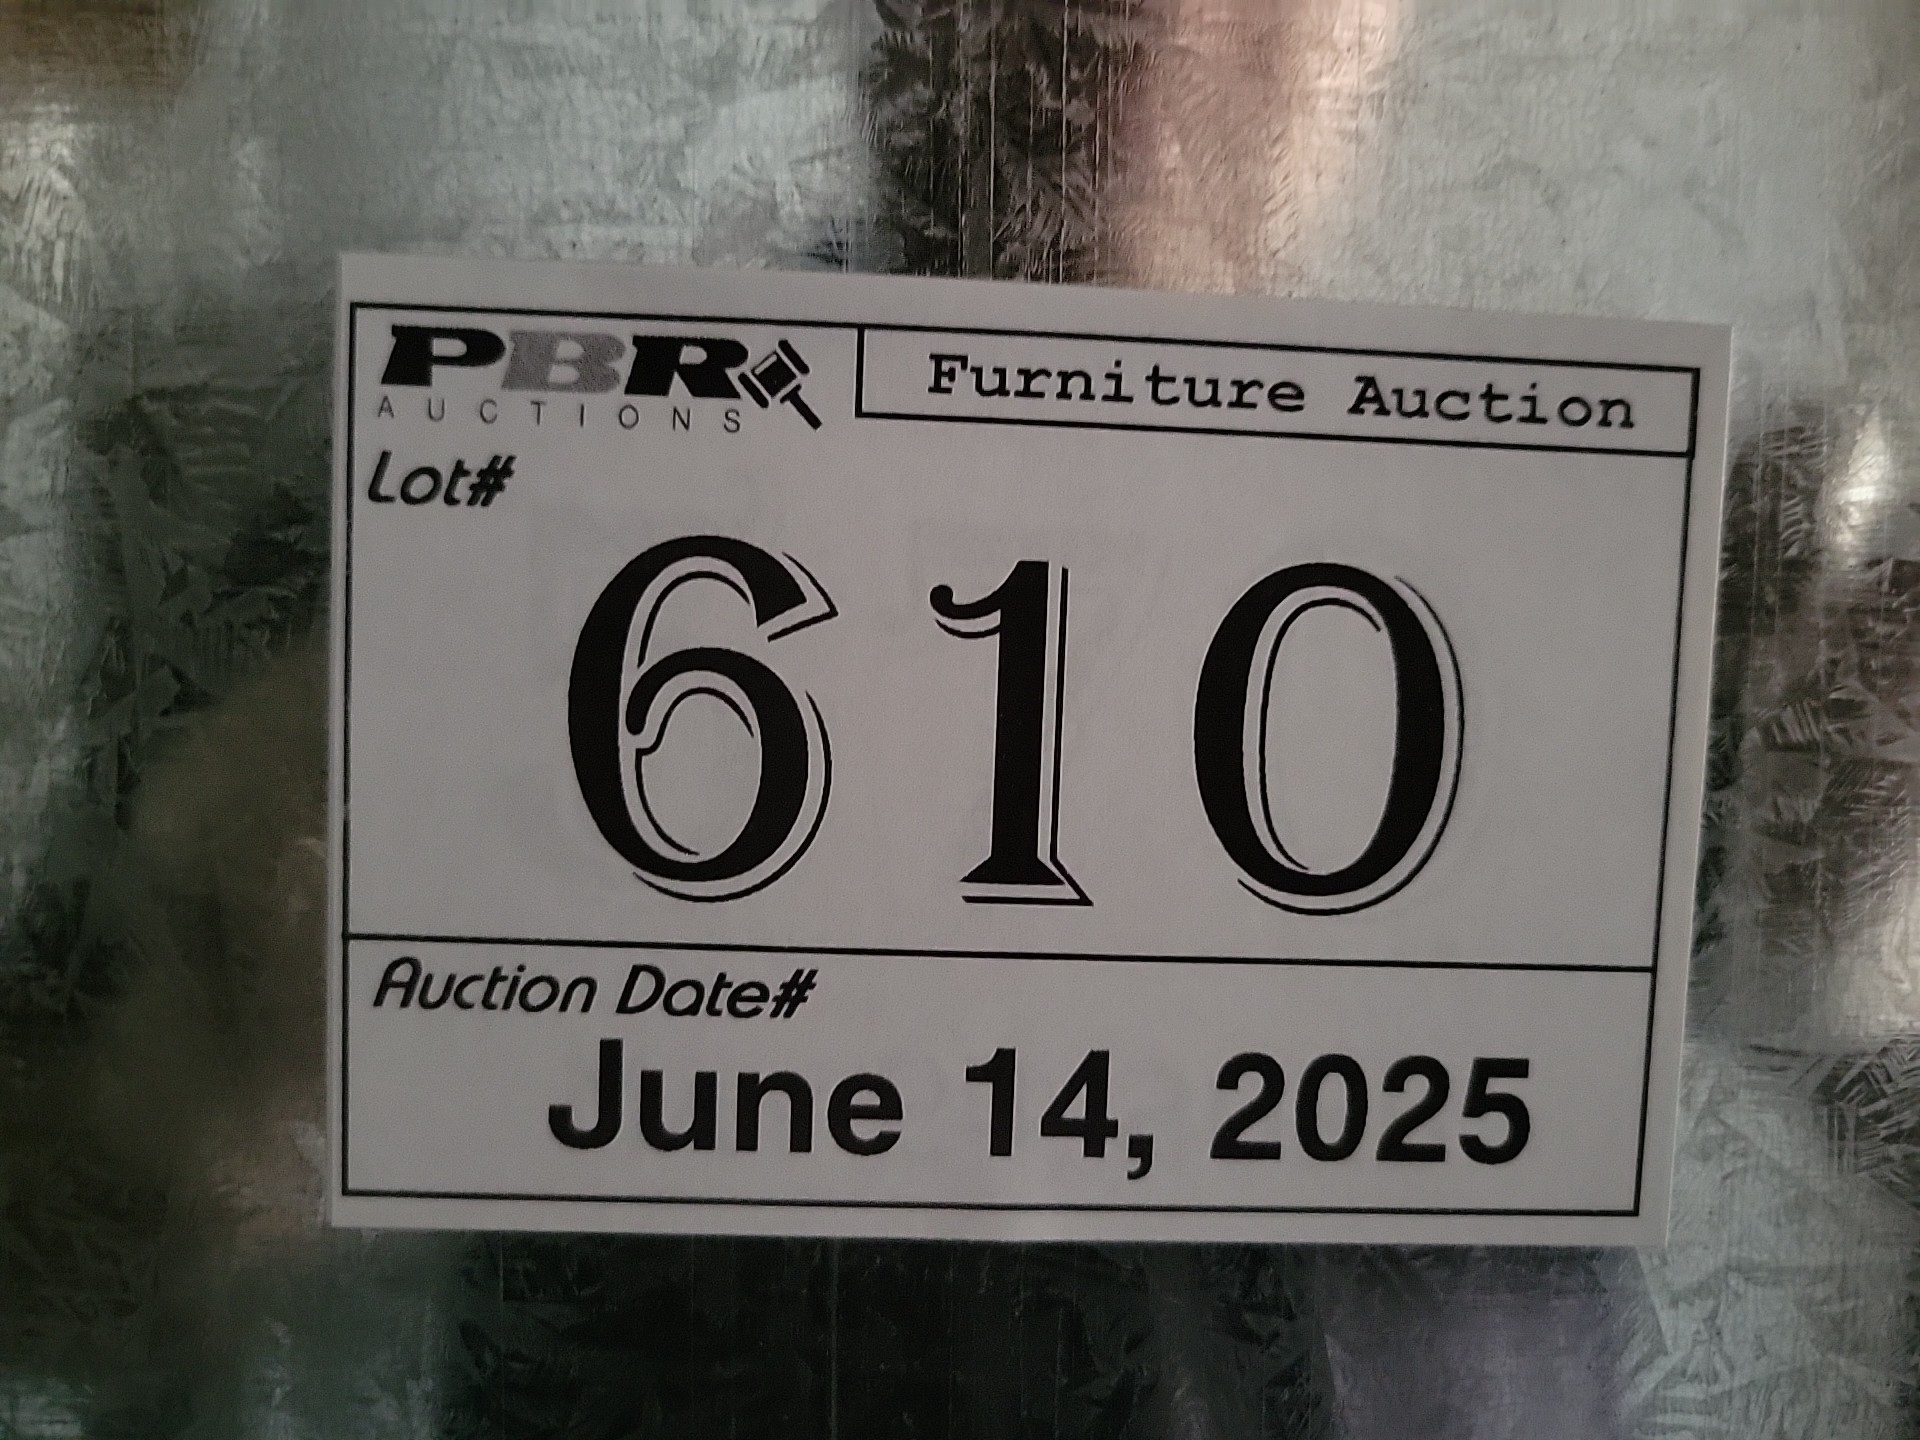 PBR
AUCTIONS
Furniture Auction
Lot#
610
Auction Date#
June 14, 2025